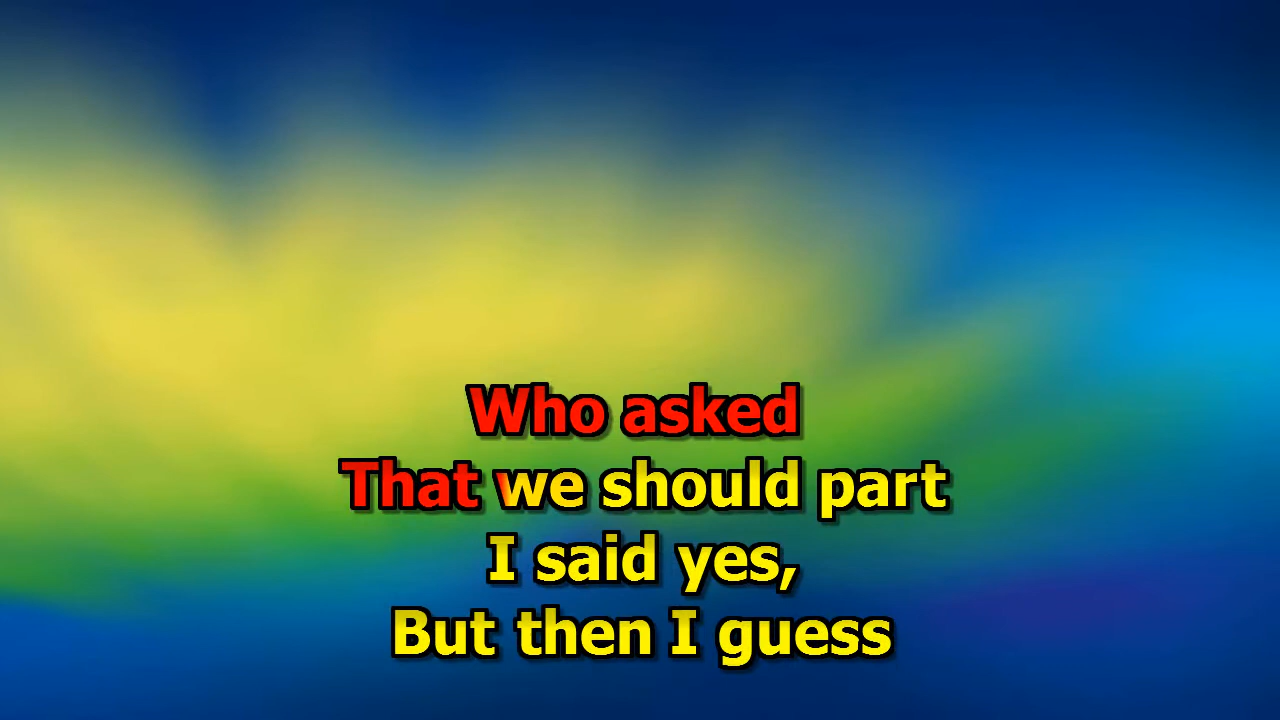 Who asked
That we should part
I said yes,
But then I guess